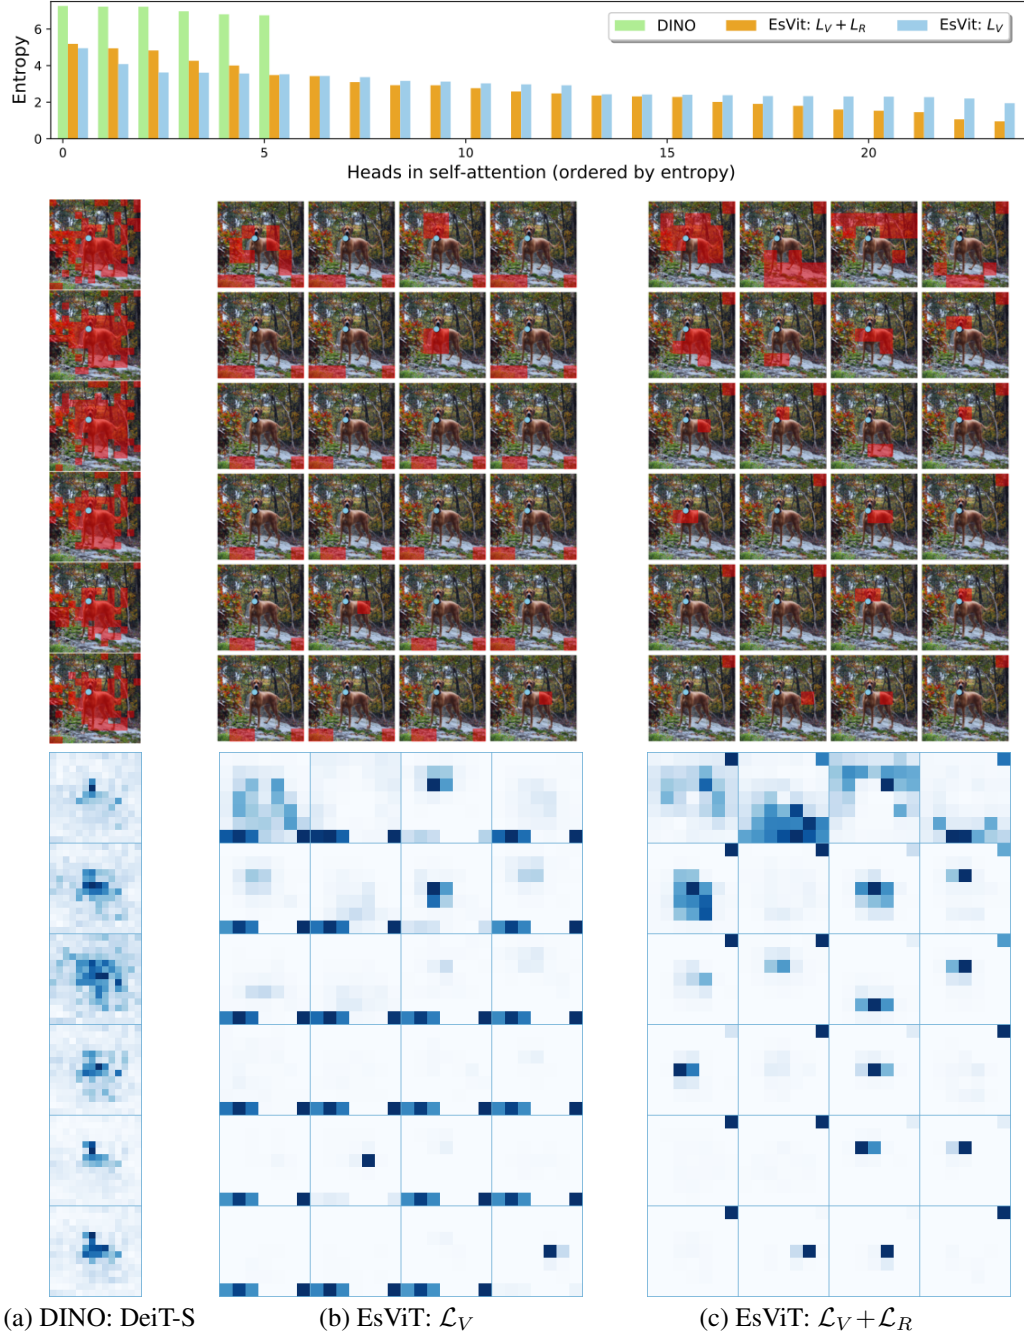 DINO
EsVit: L_V + L_R
EsVit: L_V
Entropy
6
4
2
0
0 5 10 15 20
Heads in self-attention (ordered by entropy)
(a) DINO: DeiT-S
(b) EsViT: ℒ_V
(c) EsViT: ℒ_V+ℒ_R